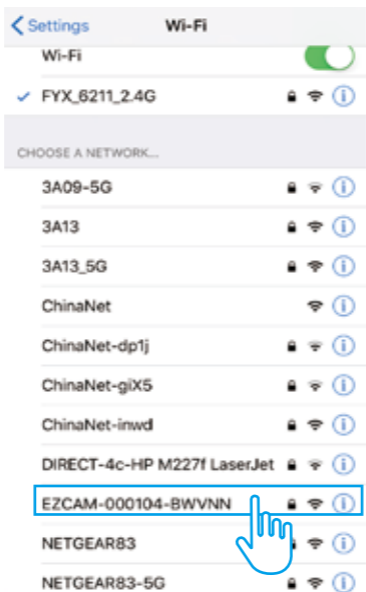 Settings Wi-Fi
Wi-Fi
FYX_6211_2.4G
CHOOSE A NETWORK...
3A09-5G
3A13
3A13_5G
ChinaNet
ChinaNet-dp1j
ChinaNet-giX5
ChinaNet-inwd
DIRECT-4c-HP M227f LaserJet
EZCAM-000104-BWVNN
NETGEAR83
NETGEAR83-5G